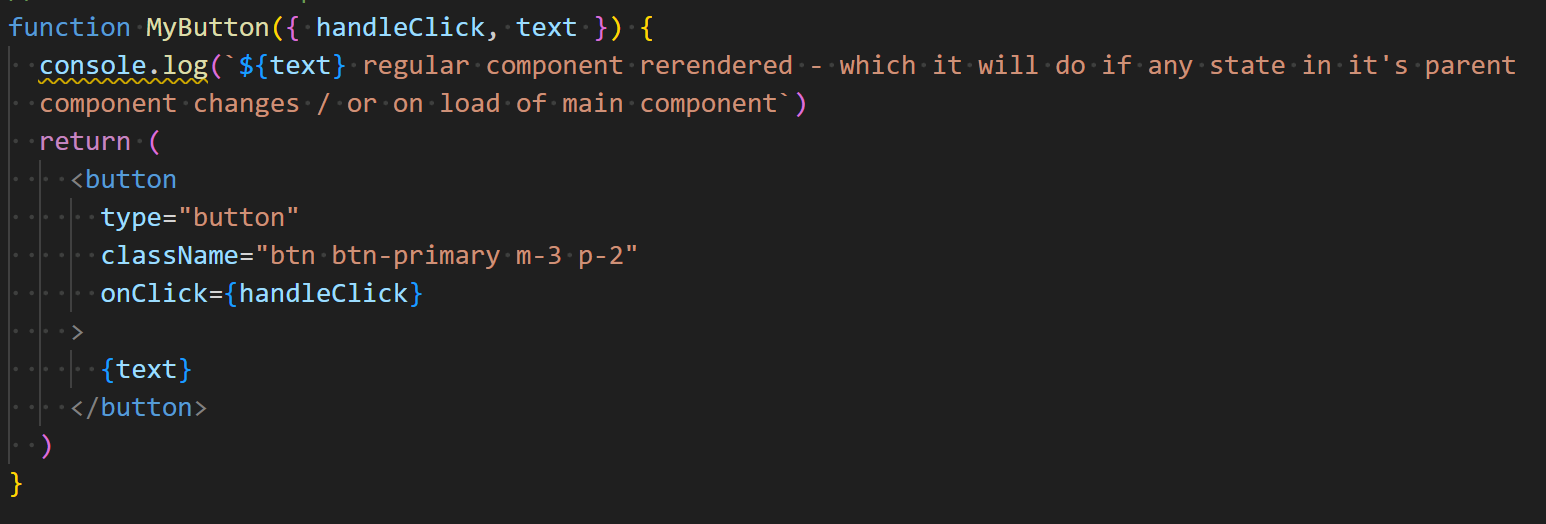 function MyButton({ handleClick, text }) {
  console.log(`${text} regular component rerendered - which it will do if any state in it's parent
  component changes / or on load of main component`)
  return (
    <button
      type="button"
      className="btn btn-primary m-3 p-2"
      onClick={handleClick}
    >
      {text}
    </button>
  )
}